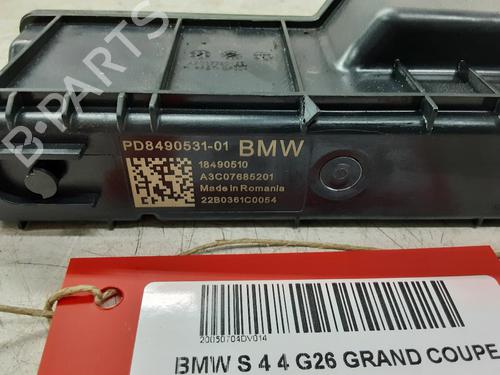 B-PARTS
PD8490531-01 BMW
18490510
A3C07685201
Made in Romania
22B0361C0054
20050704DV014
BMW S 4 4 G26 GRAND COUPE